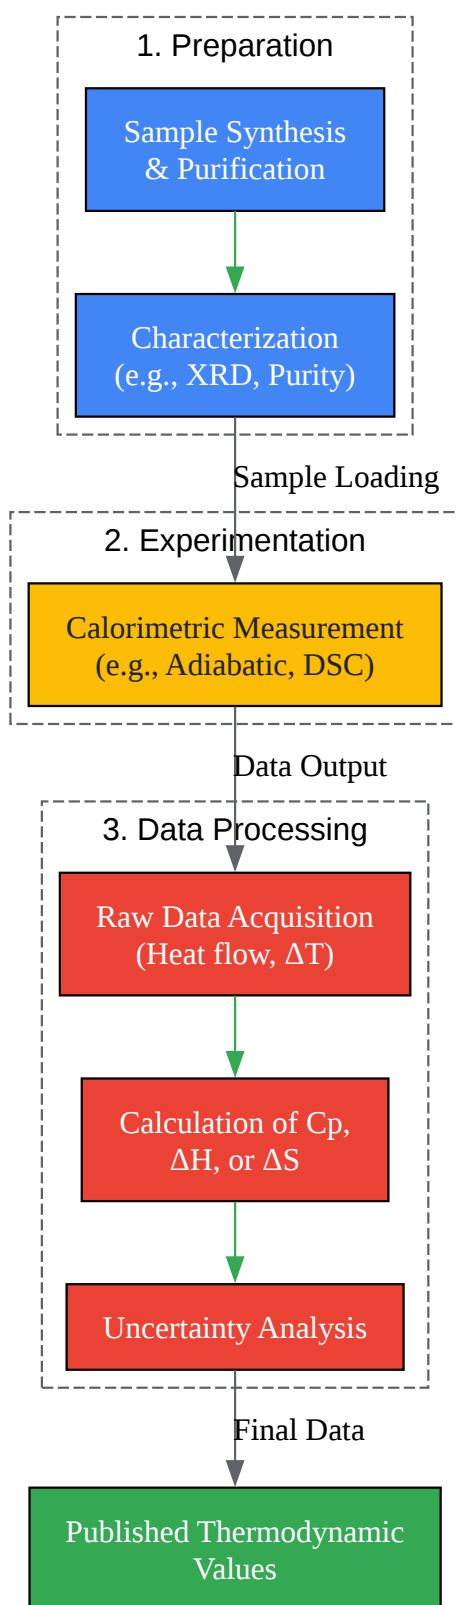 1. Preparation
Sample Synthesis
& Purification
Characterization
(e.g., XRD, Purity)
Sample Loading
2. Experimentation
Calorimetric Measurement
(e.g., Adiabatic, DSC)
Data Output
3. Data Processing
Raw Data Acquisition
(Heat flow, ΔT)
Calculation of Cp,
ΔH, or ΔS
Uncertainty Analysis
Final Data
Published Thermodynamic
Values